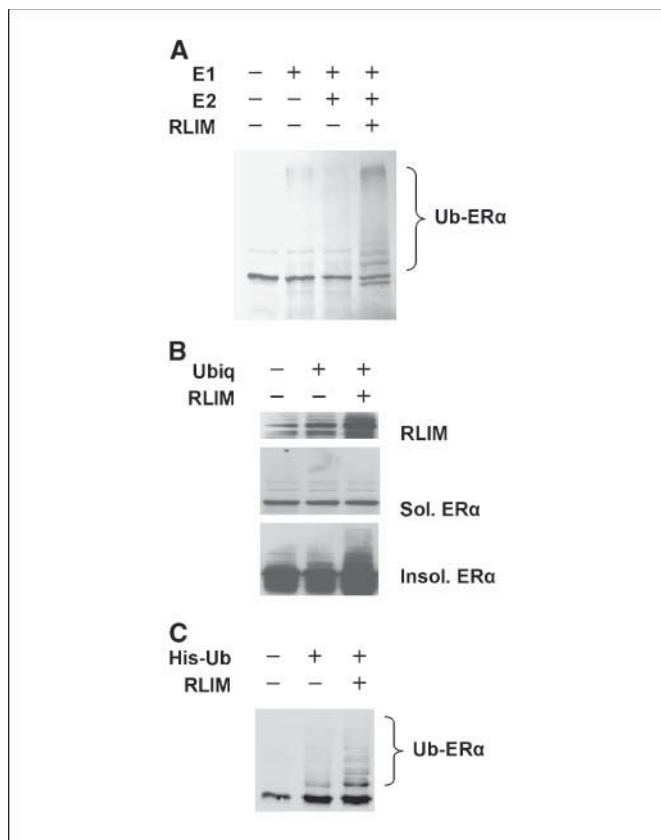 A
E1 – + + +
E2 – – + +
RLIM – – – +
Ub-ERα
B
Ubiq – + +
RLIM – – +
RLIM
Sol. ERα
Insol. ERα
C
His-Ub – + +
RLIM – – +
Ub-ERα